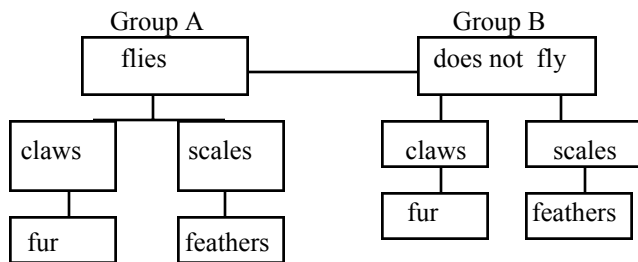 Group A Group B
flies does not fly
claws scales claws scales
fur feathers fur feathers